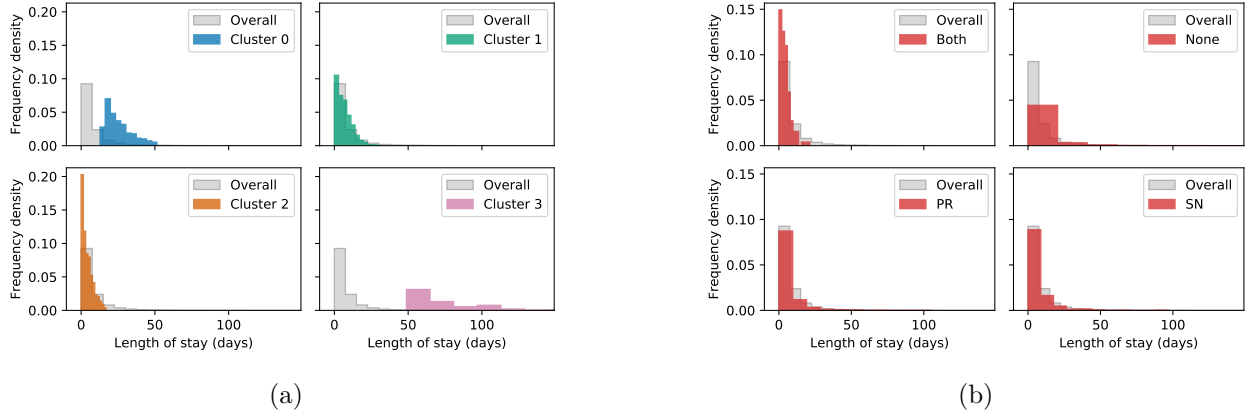 Frequency density
0.20
0.15
0.10
0.05
0.00
Overall
Cluster 0
Overall
Cluster 1
Frequency density
0.20
0.15
0.10
0.05
0.00
Overall
Cluster 2
Overall
Cluster 3
0
50
100
0
50
100
Length of stay (days)
Length of stay (days)
(a)
Frequency density
0.15
0.10
0.05
0.00
Overall
Both
Overall
None
Frequency density
0.15
0.10
0.05
0.00
Overall
PR
Overall
SN
0
50
100
0
50
100
Length of stay (days)
Length of stay (days)
(b)